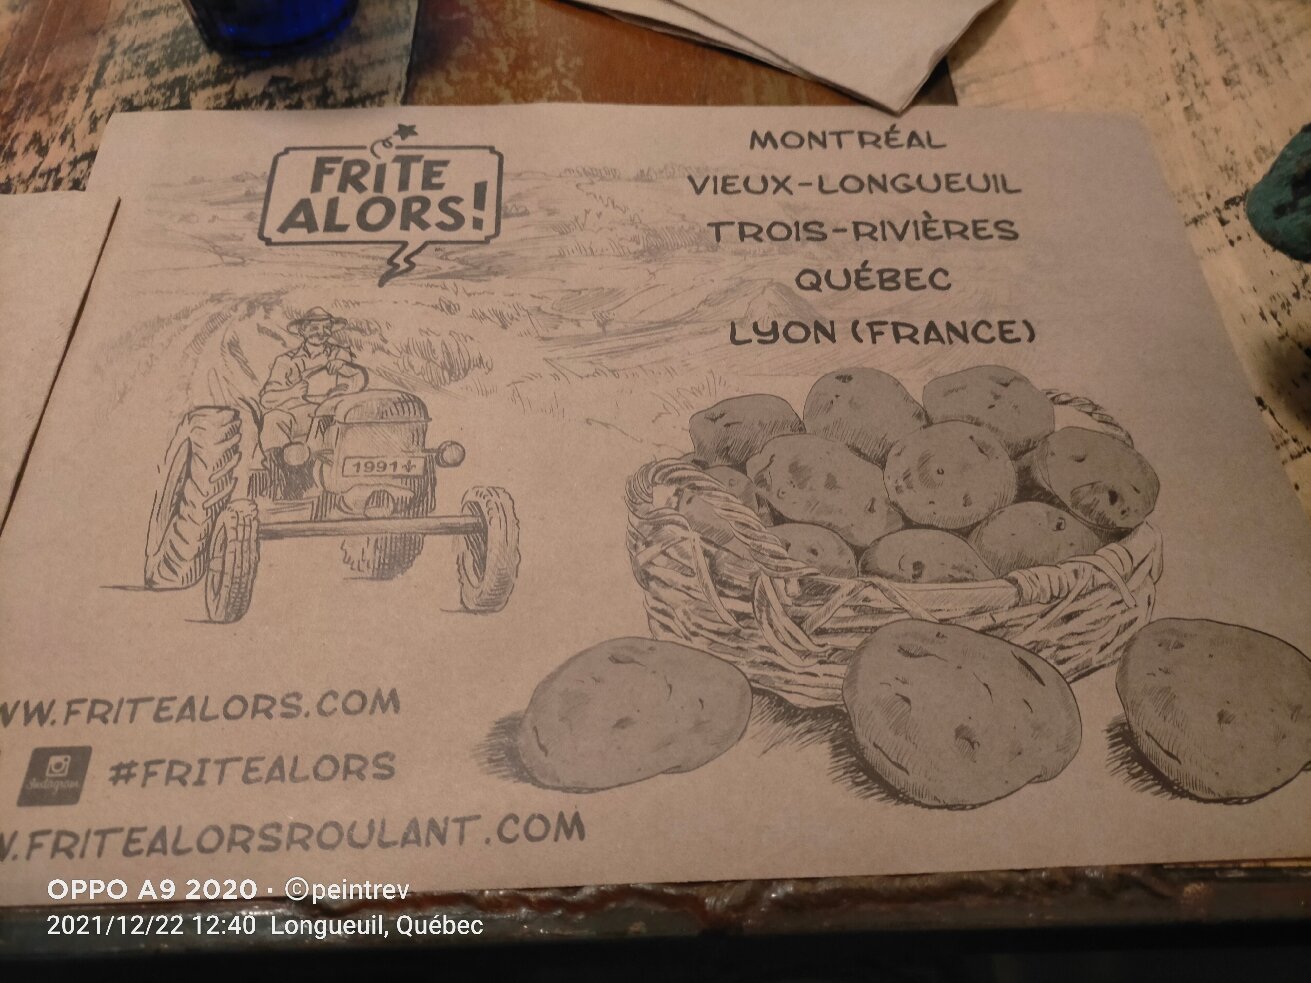 FRITE
ALORS!
MONTRÉAL
VIEUX-LONGUEUIL
TROIS-RIVIÈRES
QUÉBEC
LYON (FRANCE)
1991
WW.FRITEALORS.COM
Instagram #FRITEALORS
W.FRITEALORSROULANT.COM
OPPO A9 2020 · ©peintrev
2021/12/22 12:40 Longueuil, Québec